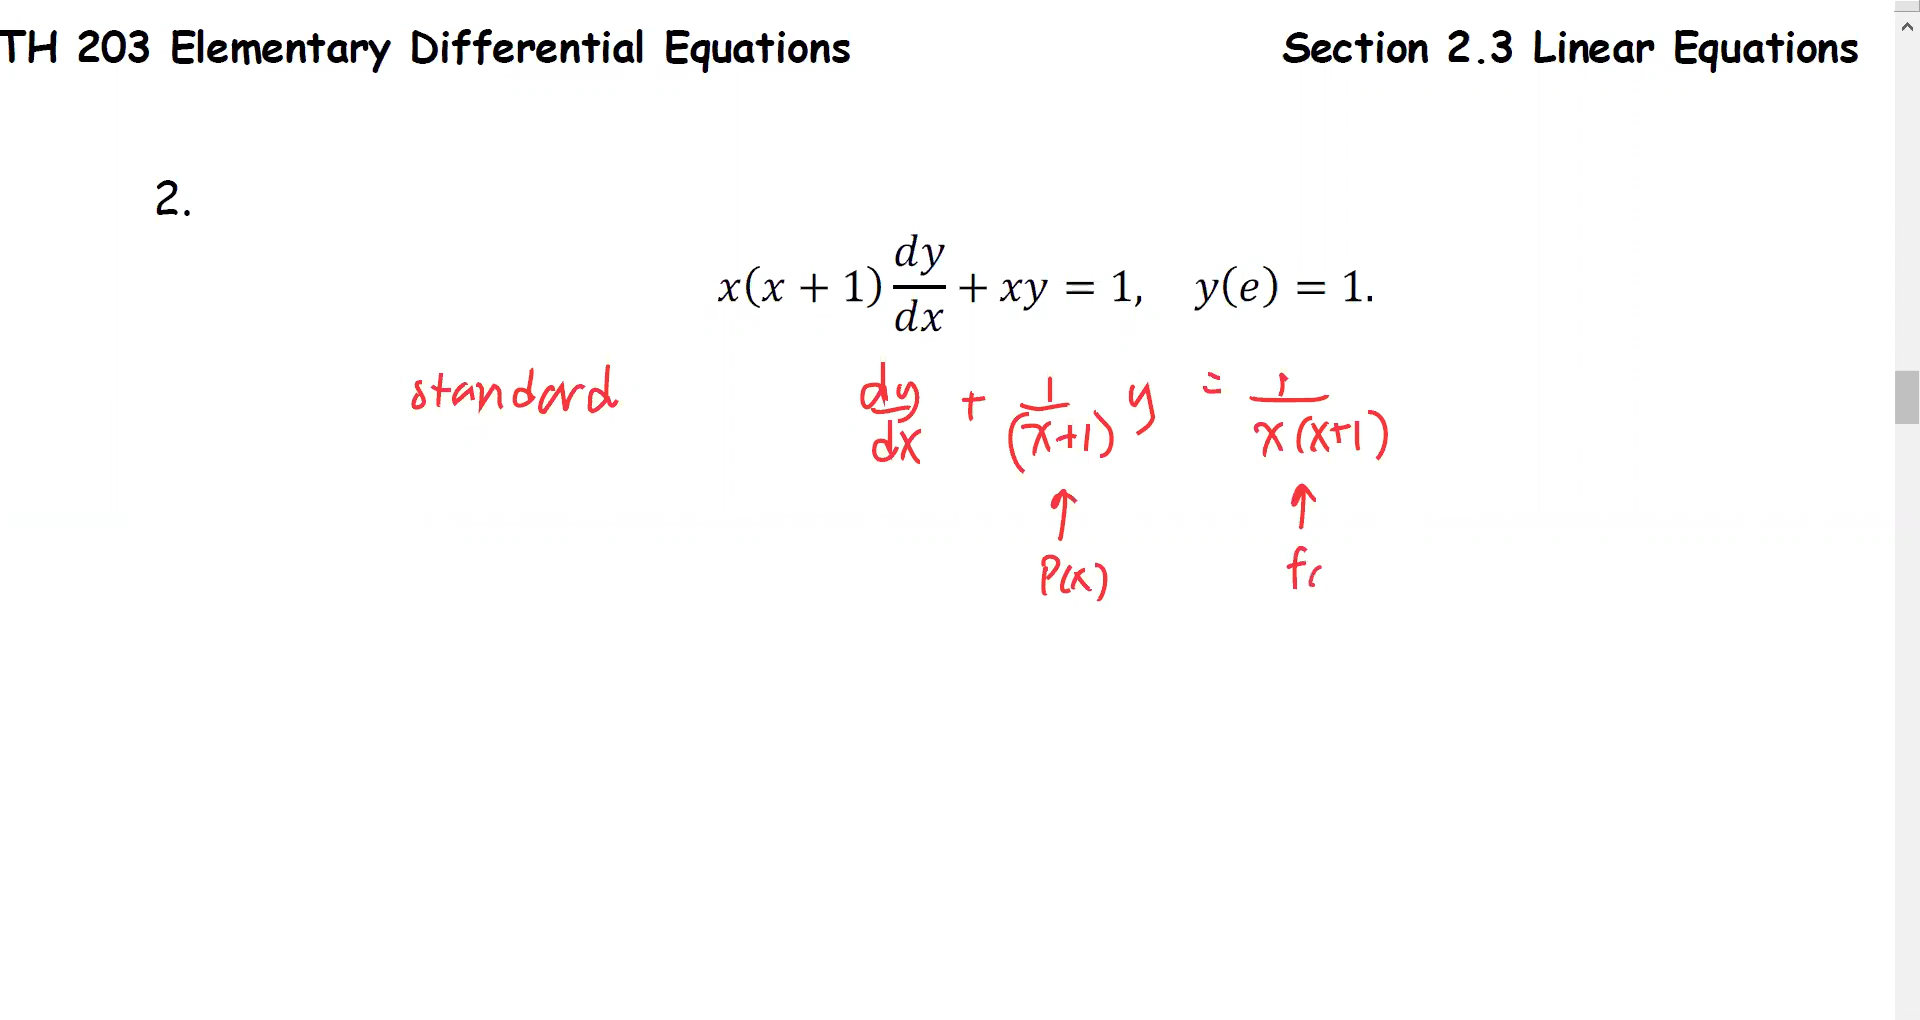 TH 203 Elementary Differential Equations Section 2.3 Linear Equations
2.
x(x + 1) dy/dx + xy = 1, y(e) = 1.
standard dy/dx + 1/(x+1) y = 1/x(x+1)
↑ ↑
P(x) f(